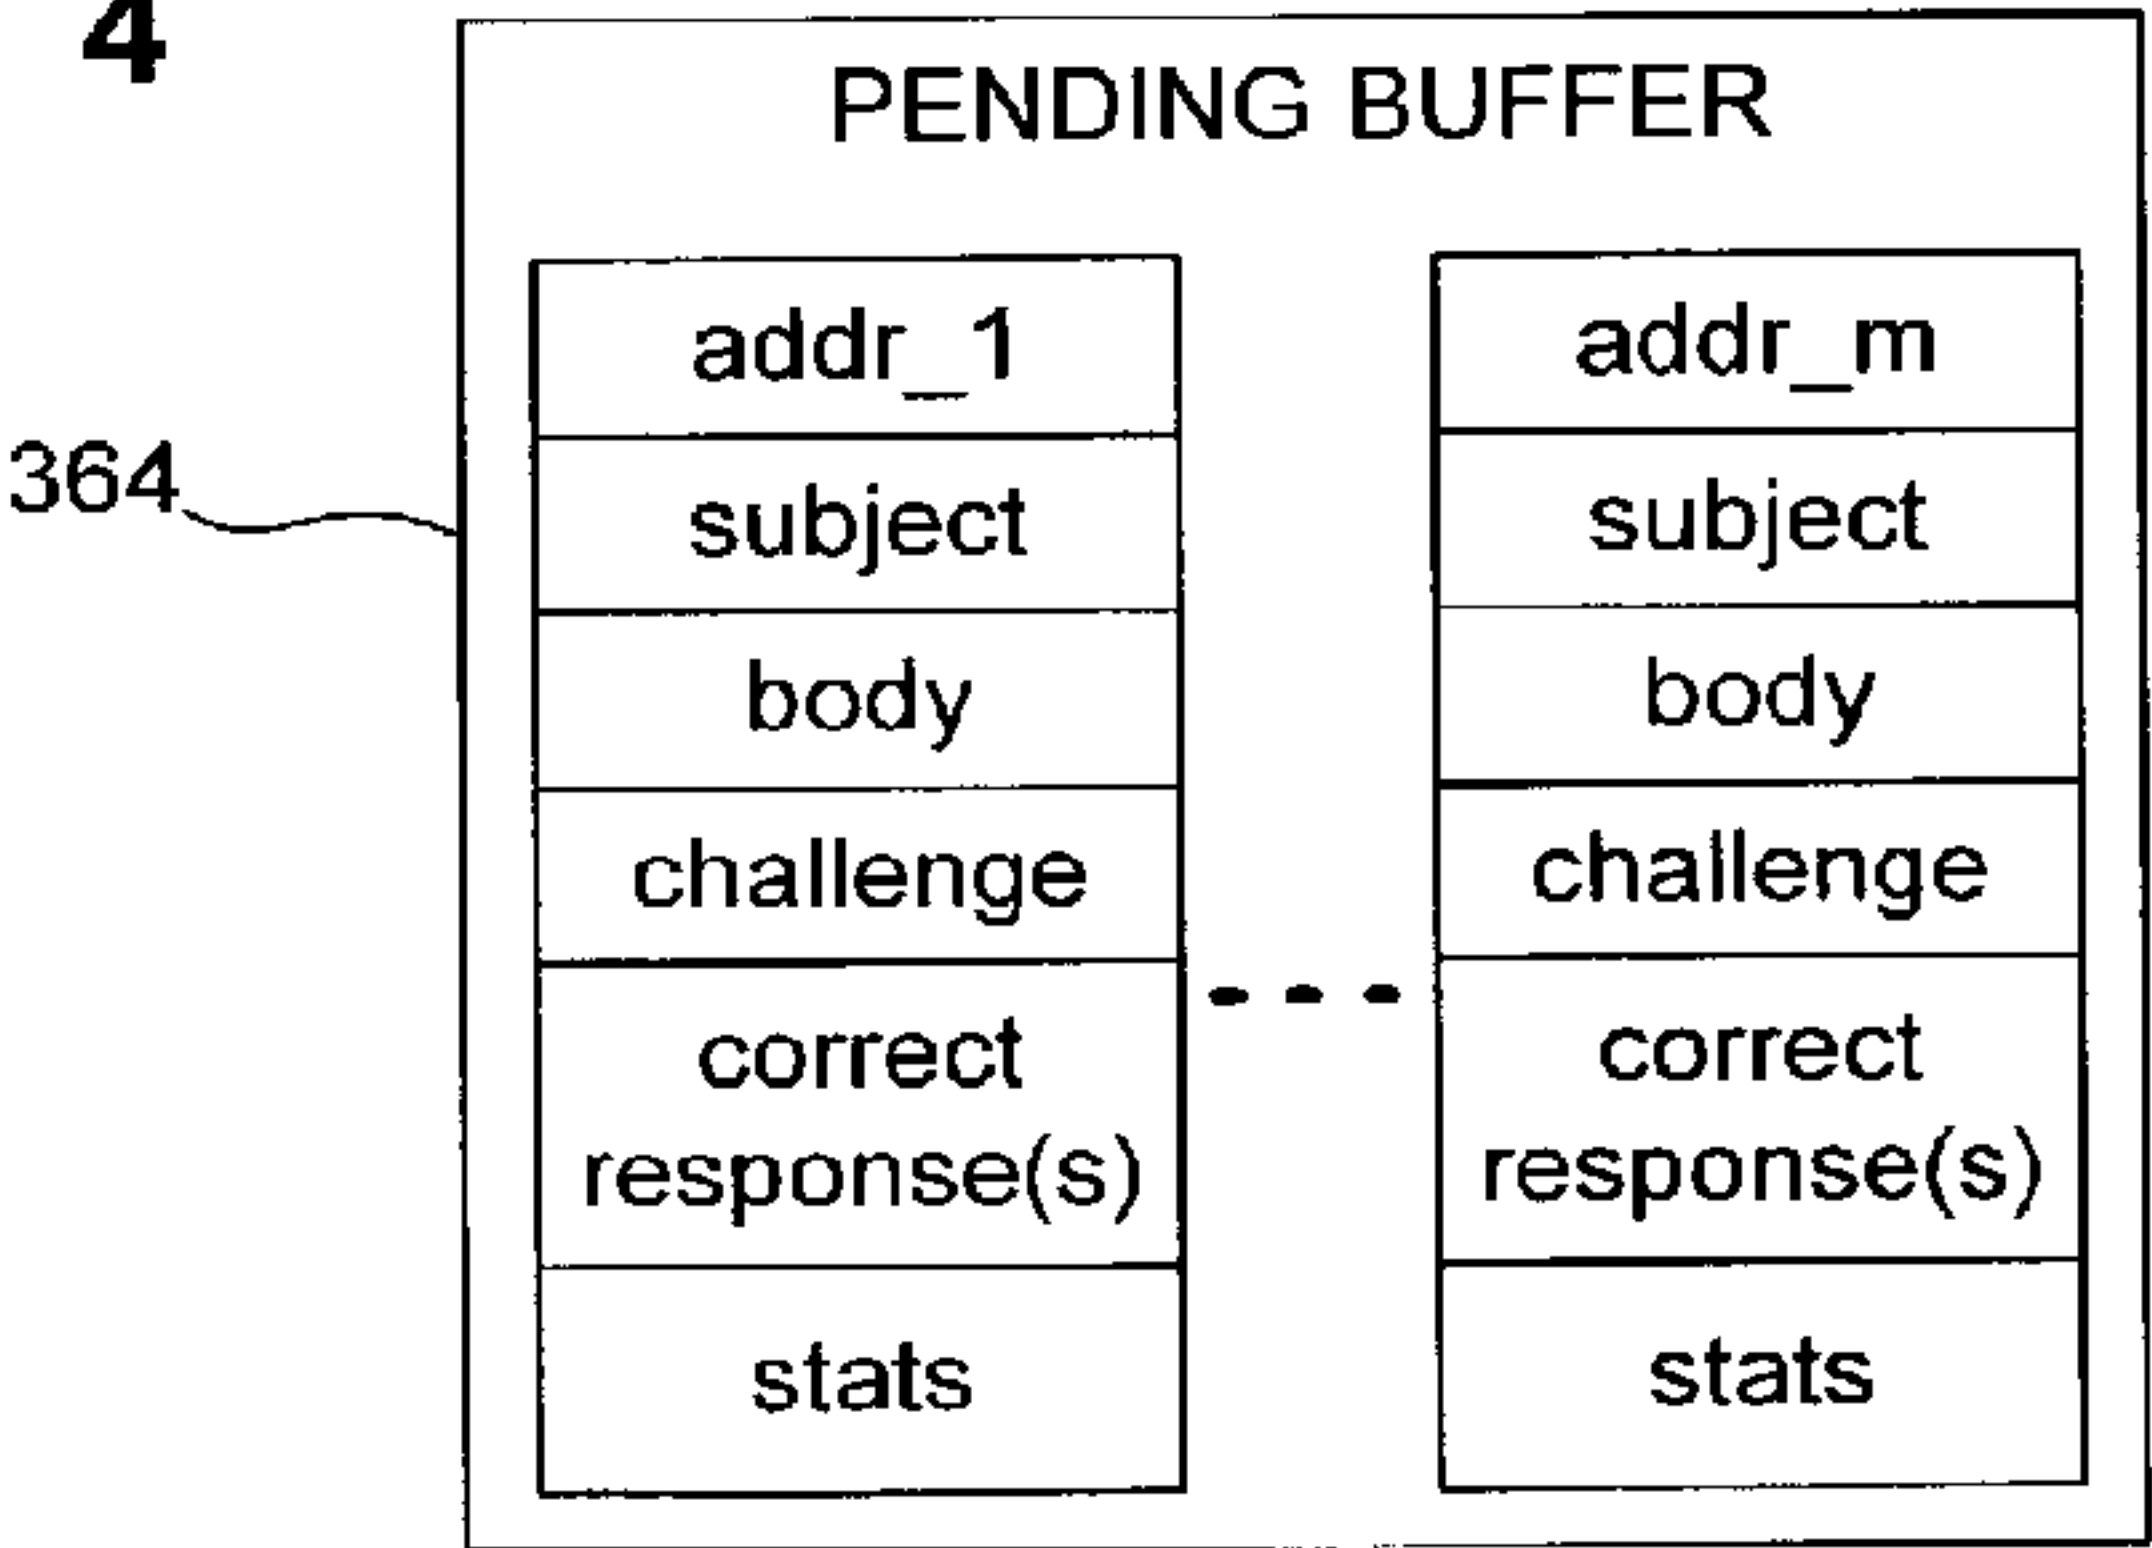 4
PENDING BUFFER
364
addr_1
subject
body
challenge
correct
response(s)
stats
addr_m
subject
body
challenge
correct
response(s)
stats